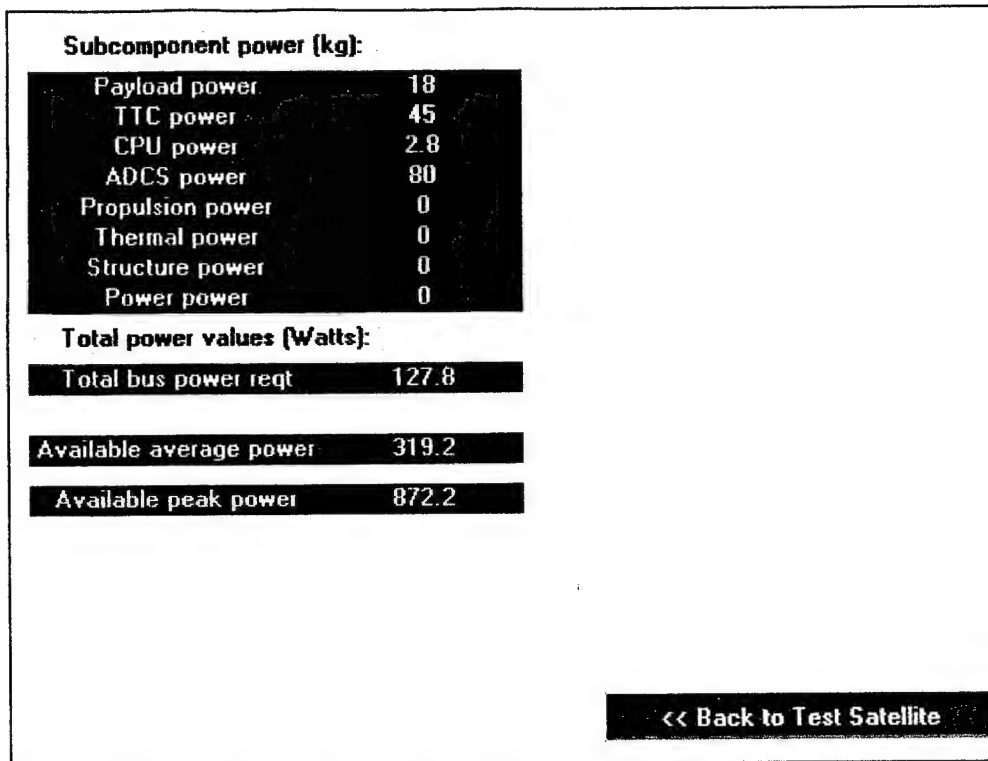 Subcomponent power (kg):
Payload power 18
TTC power 45
CPU power 2.8
ADCS power 80
Propulsion power 0
Thermal power 0
Structure power 0
Power power 0
Total power values (Watts):
Total bus power reqt 127.8
Available average power 319.2
Available peak power 872.2
<< Back to Test Satellite